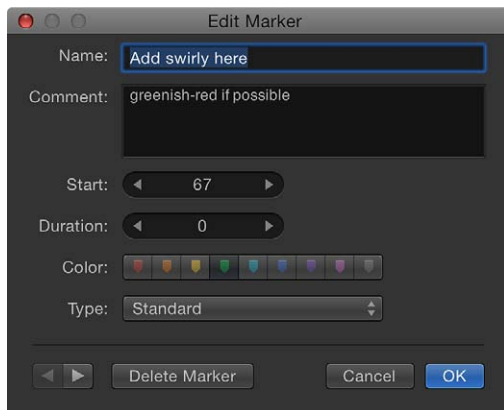 Edit Marker
Name: Add swirly here
Comment: greenish-red if possible
Start: 67
Duration: 0
Color:
Type: Standard
Delete Marker Cancel OK